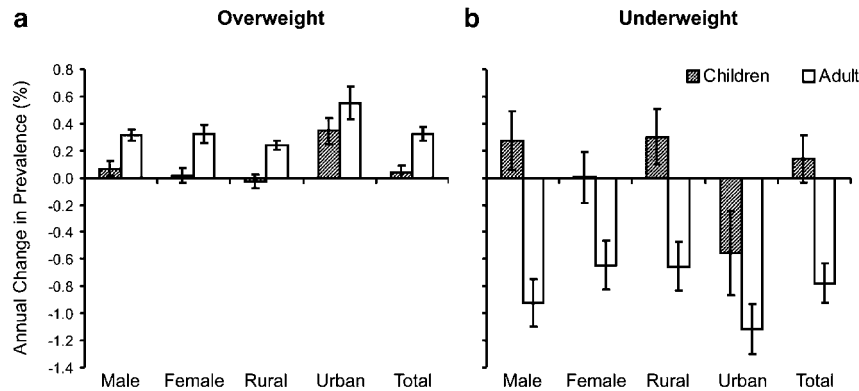 a
Overweight
b
Underweight
Annual Change in Prevalence (%)
0.8
0.6
0.4
0.2
0.0
-0.2
-0.4
-0.6
-0.8
-1.0
-1.2
-1.4
Children
Adult
Male Female Rural Urban Total
Male Female Rural Urban Total